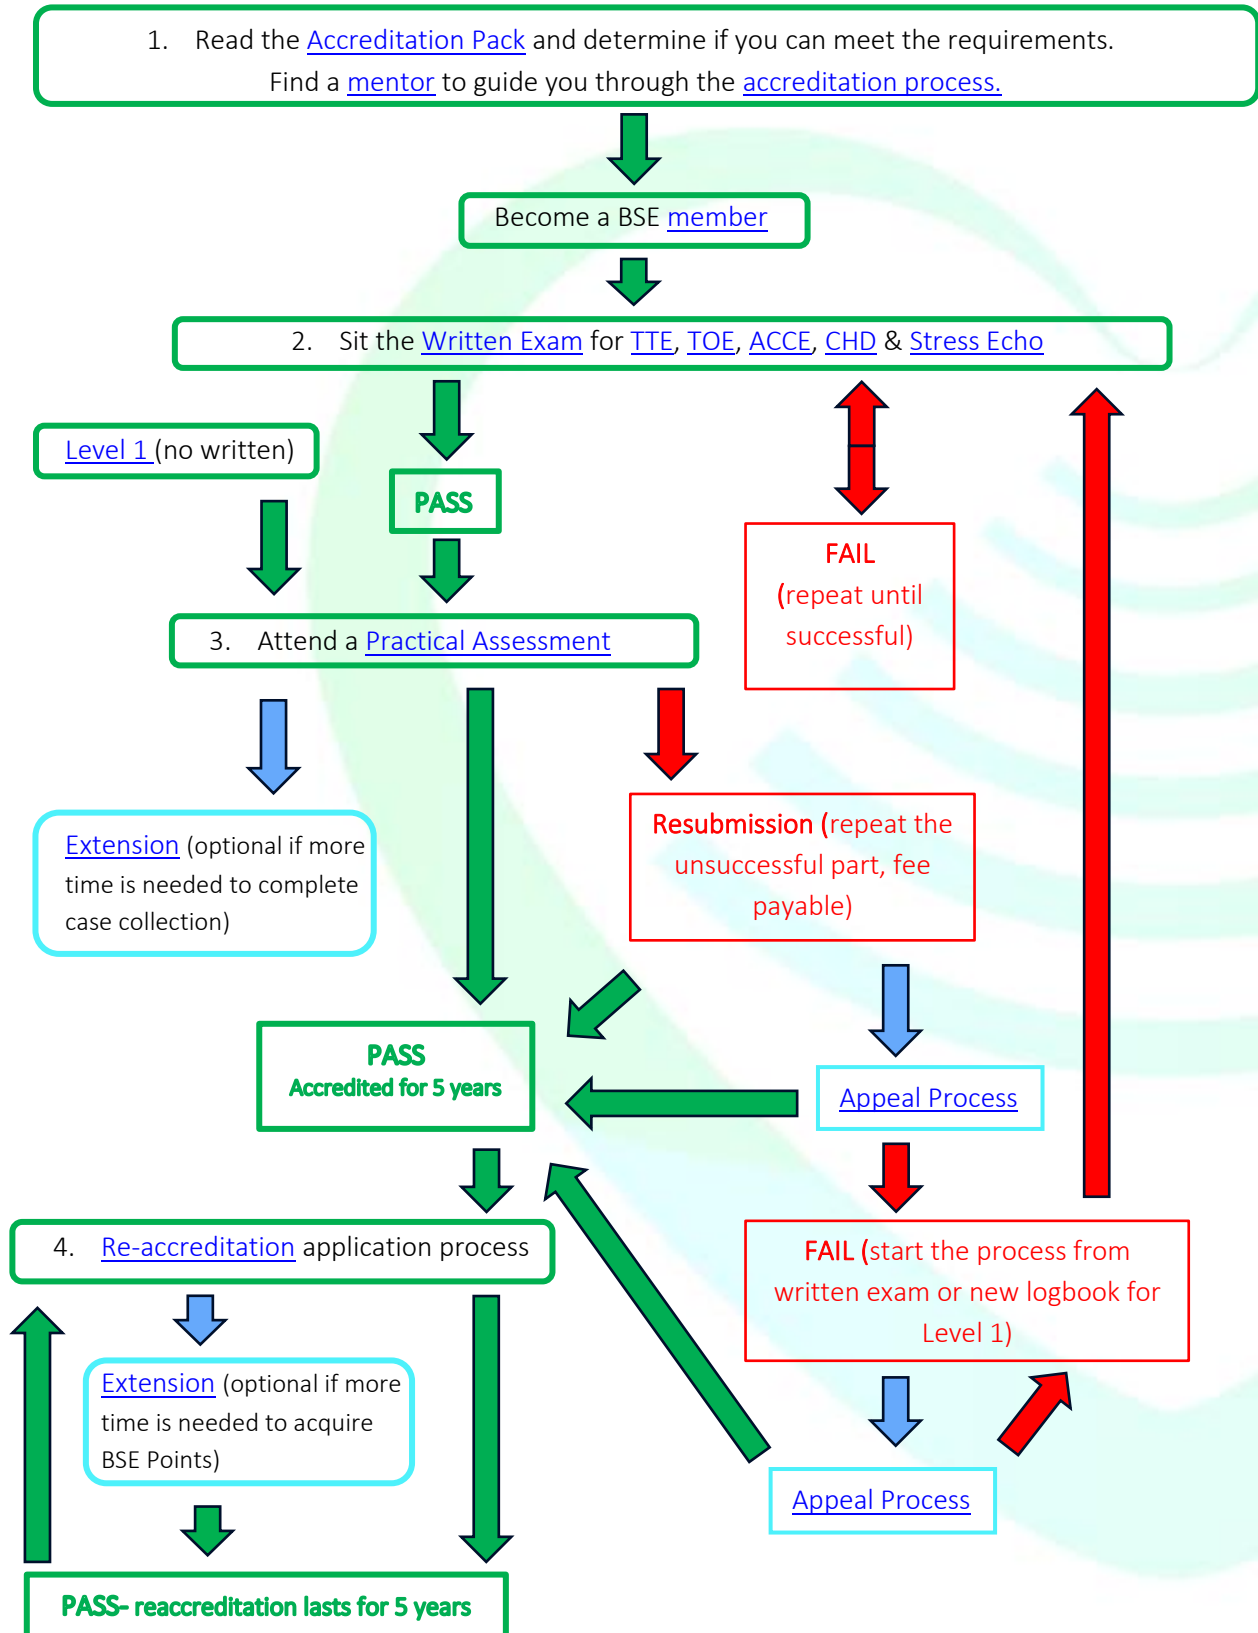 1. Read the Accreditation Pack and determine if you can meet the requirements.
Find a mentor to guide you through the accreditation process.
Become a BSE member
2. Sit the Written Exam for TTE, TOE, ACCE, CHD & Stress Echo
Level 1 (no written)
PASS
FAIL
(repeat until
successful)
3. Attend a Practical Assessment
Extension (optional if more
time is needed to complete
case collection)
Resubmission (repeat the
unsuccessful part, fee
payable)
PASS
Accredited for 5 years
Appeal Process
4. Re-accreditation application process
FAIL (start the process from
written exam or new logbook for
Level 1)
Extension (optional if more
time is needed to acquire
BSE Points)
Appeal Process
PASS- reaccreditation lasts for 5 years